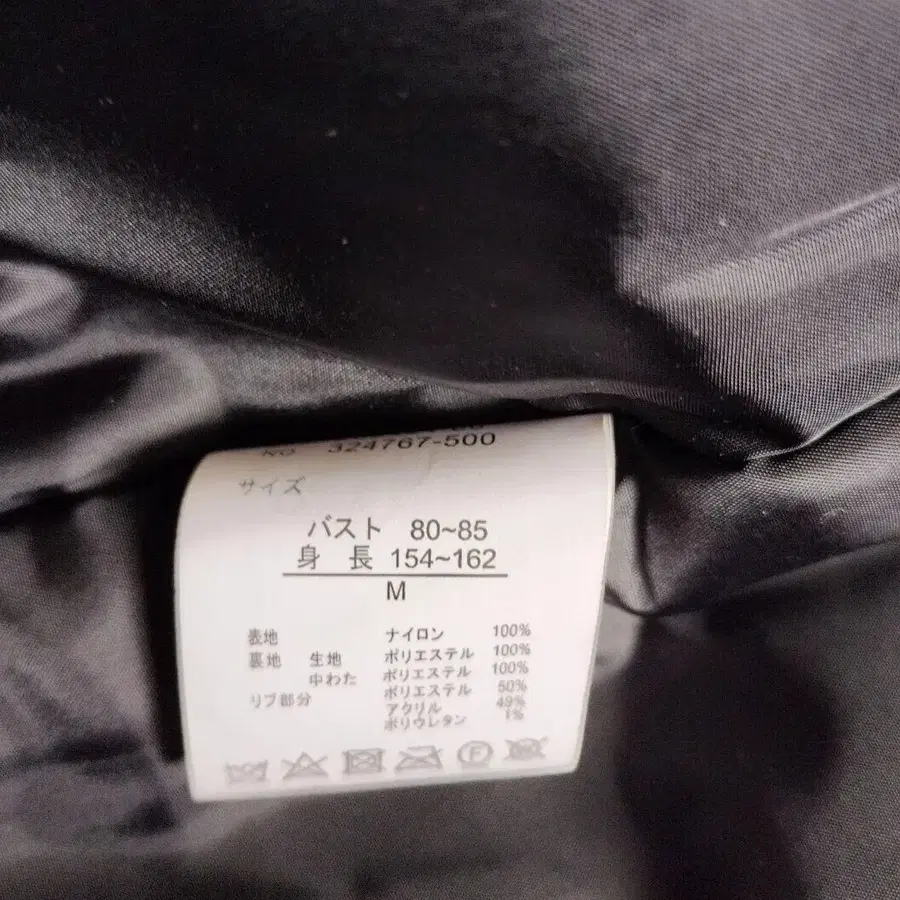 NO 324767-500
サイズ
バスト 80~85
身 長 154~162
M
表地 ナイロン 100%
裏地 生地 ポリエステル 100%
中わた ポリエステル 100%
リブ部分 ポリエステル 50%
アクリル 49%
ポリウレタン 1%
F